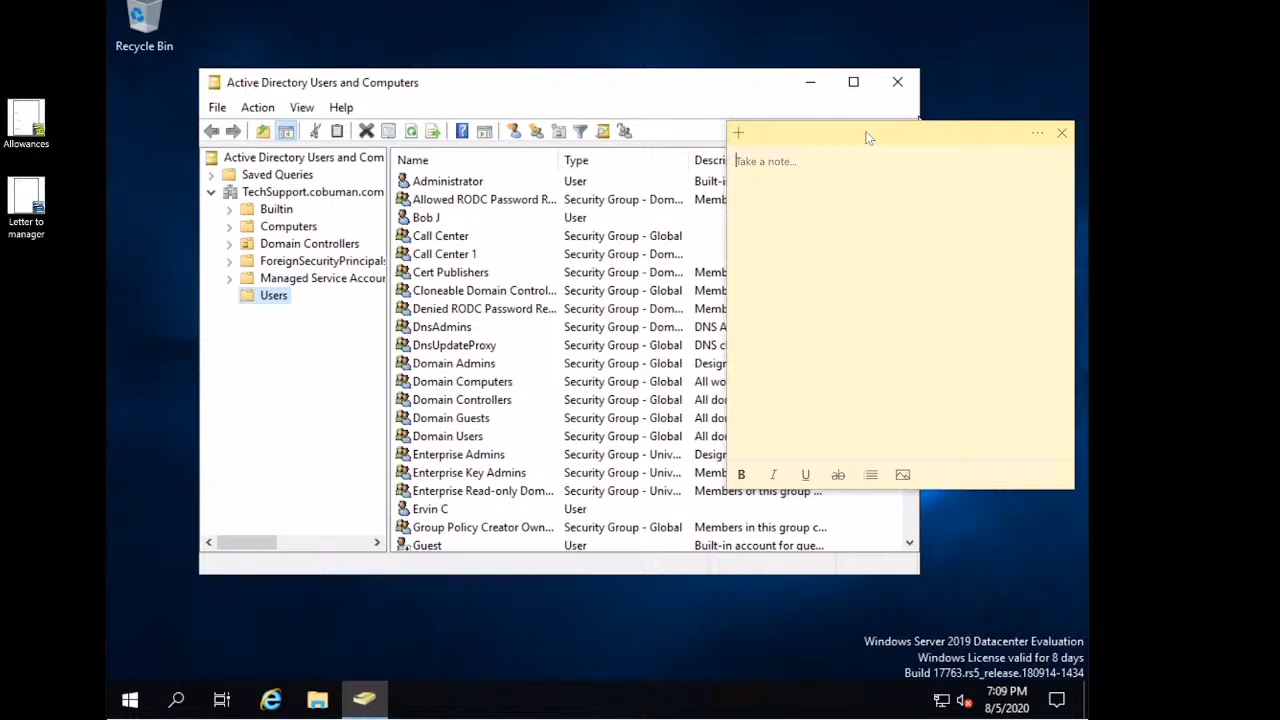 Recycle Bin
Allowances
Letter to
manager
Active Directory Users and Computers
File Action View Help
Active Directory Users and Com
Saved Queries
TechSupport.cobuman.com
Builtin
Computers
Domain Controllers
ForeignSecurityPrincipals
Managed Service Accour
Users
Name Type Descri
Administrator User Built-i
Allowed RODC Password R... Security Group - Dom... Memb
Bob J User
Call Center Security Group - Global
Call Center 1 Security Group - Dom...
Cert Publishers Security Group - Dom... Memb
Cloneable Domain Control... Security Group - Global Memb
Denied RODC Password Re... Security Group - Dom... Memb
DnsAdmins Security Group - Dom... DNS A
DnsUpdateProxy Security Group - Global DNS c
Domain Admins Security Group - Global Desigr
Domain Computers Security Group - Global All wo
Domain Controllers Security Group - Global All dor
Domain Guests Security Group - Global All dor
Domain Users Security Group - Global All dor
Enterprise Admins Security Group - Univ... Desigr
Enterprise Key Admins Security Group - Univ... Memb
Enterprise Read-only Dom... Security Group - Univ... Members of this group ...
Ervin C User
Group Policy Creator Own... Security Group - Global Members in this group c...
Guest User Built-in account for gue...
Take a note...
B I U ab
Windows Server 2019 Datacenter Evaluation
Windows License valid for 8 days
Build 17763.rs5_release.180914-1434
7:09 PM
8/5/2020